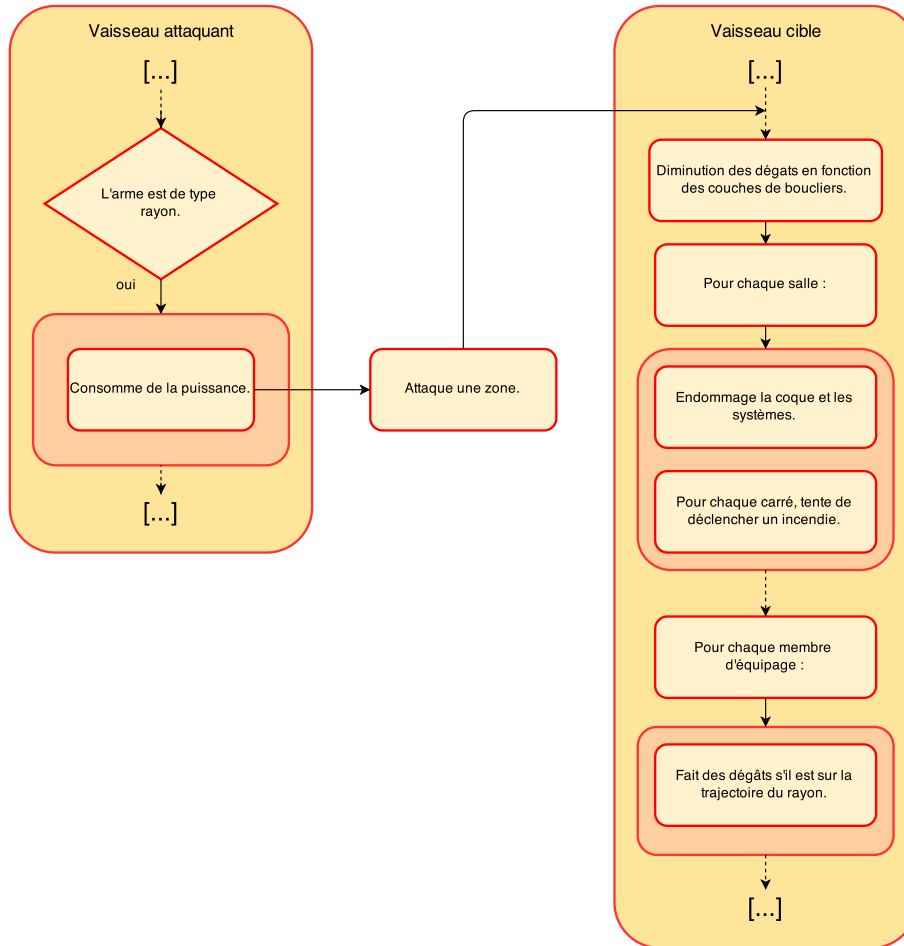 Vaisseau attaquant
[...]
L'arme est de type
rayon.
oui
Consomme de la puissance.
[...]
Attaque une zone.
Vaisseau cible
[...]
Diminution des dégats en fonction
des couches de boucliers.
Pour chaque salle :
Endommage la coque et les
systèmes.
Pour chaque carré, tente de
déclencher un incendie.
Pour chaque membre
d'équipage :
Fait des dégâts s'il est sur la
trajectoire du rayon.
[...]